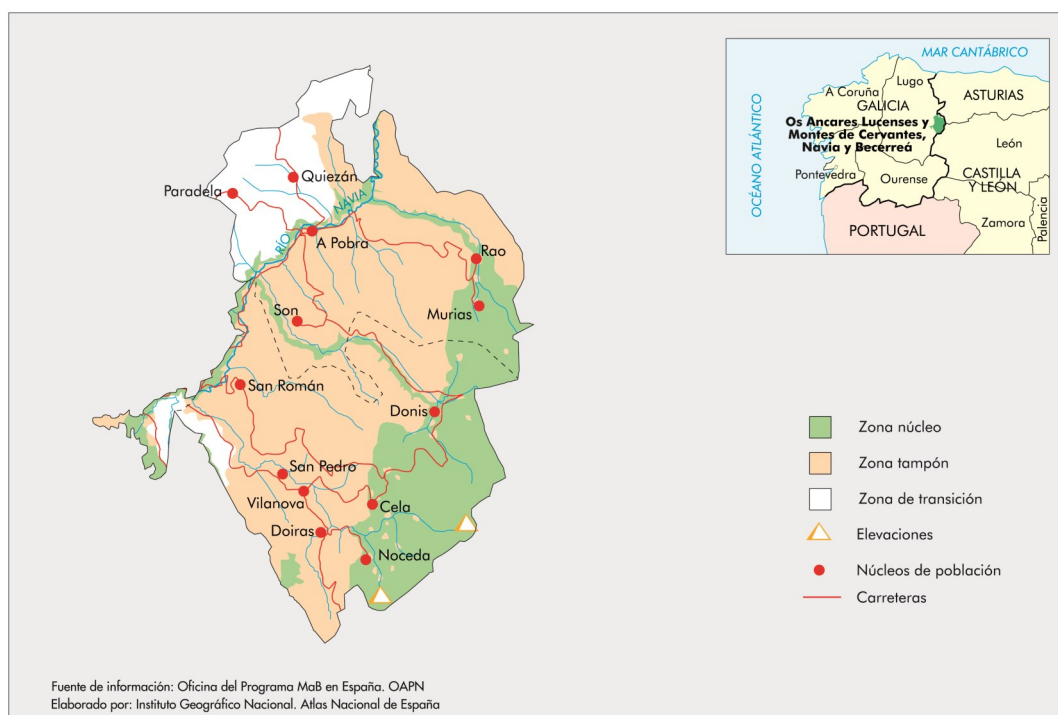 MAR CANTÁBRICO
OCÉANO ATLÁNTICO
A Coruña
Lugo
GALICIA
ASTURIAS
Os Ancares Lucenses y
Montes de Cervantes,
Navia y Becerreá
León
Pontevedra
Ourense
CASTILLA
Y LEÓN
PORTUGAL
Zamora
Palencia
Quiezán
Paradela
RÍO
NAVIA
A Pobra
Rao
Son
Murias
San Román
Donis
San Pedro
Vilanova
Cela
Doiras
Noceda
Zona núcleo
Zona tampón
Zona de transición
Elevaciones
Núcleos de población
Carreteras
Fuente de información: Oficina del Programa MaB en España. OAPN
Elaborado por: Instituto Geográfico Nacional. Atlas Nacional de España